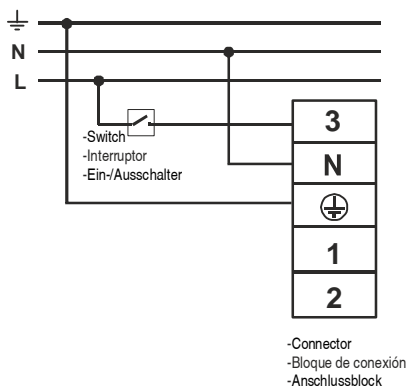 N
L
-Switch
-Interruptor
-Ein-/Ausschalter
3
N
1
2
-Connector
-Bloque de conexión
-Anschlussblock